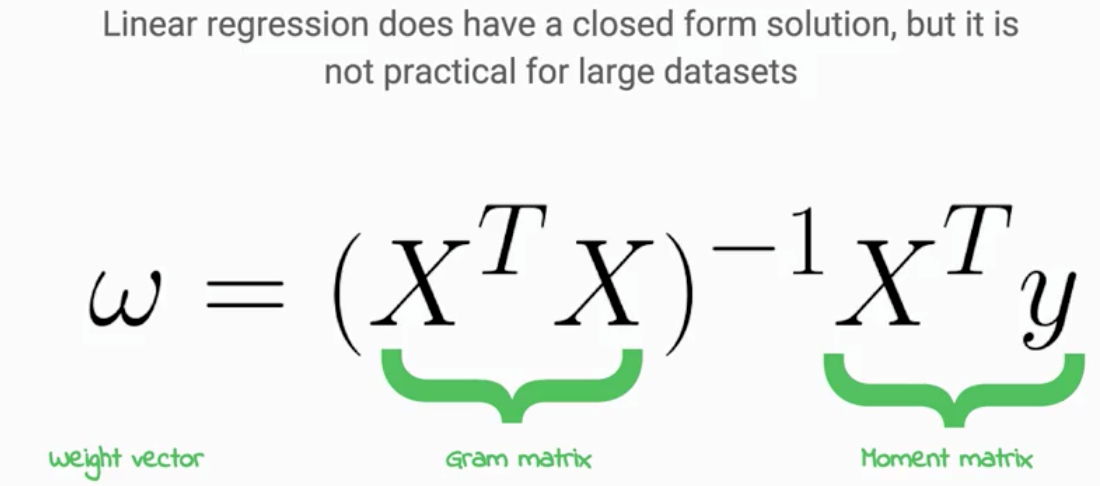 Linear regression does have a closed form solution, but it is
not practical for large datasets
ω = (X^T X)^{-1} X^T y
Weight vector Gram matrix Moment matrix